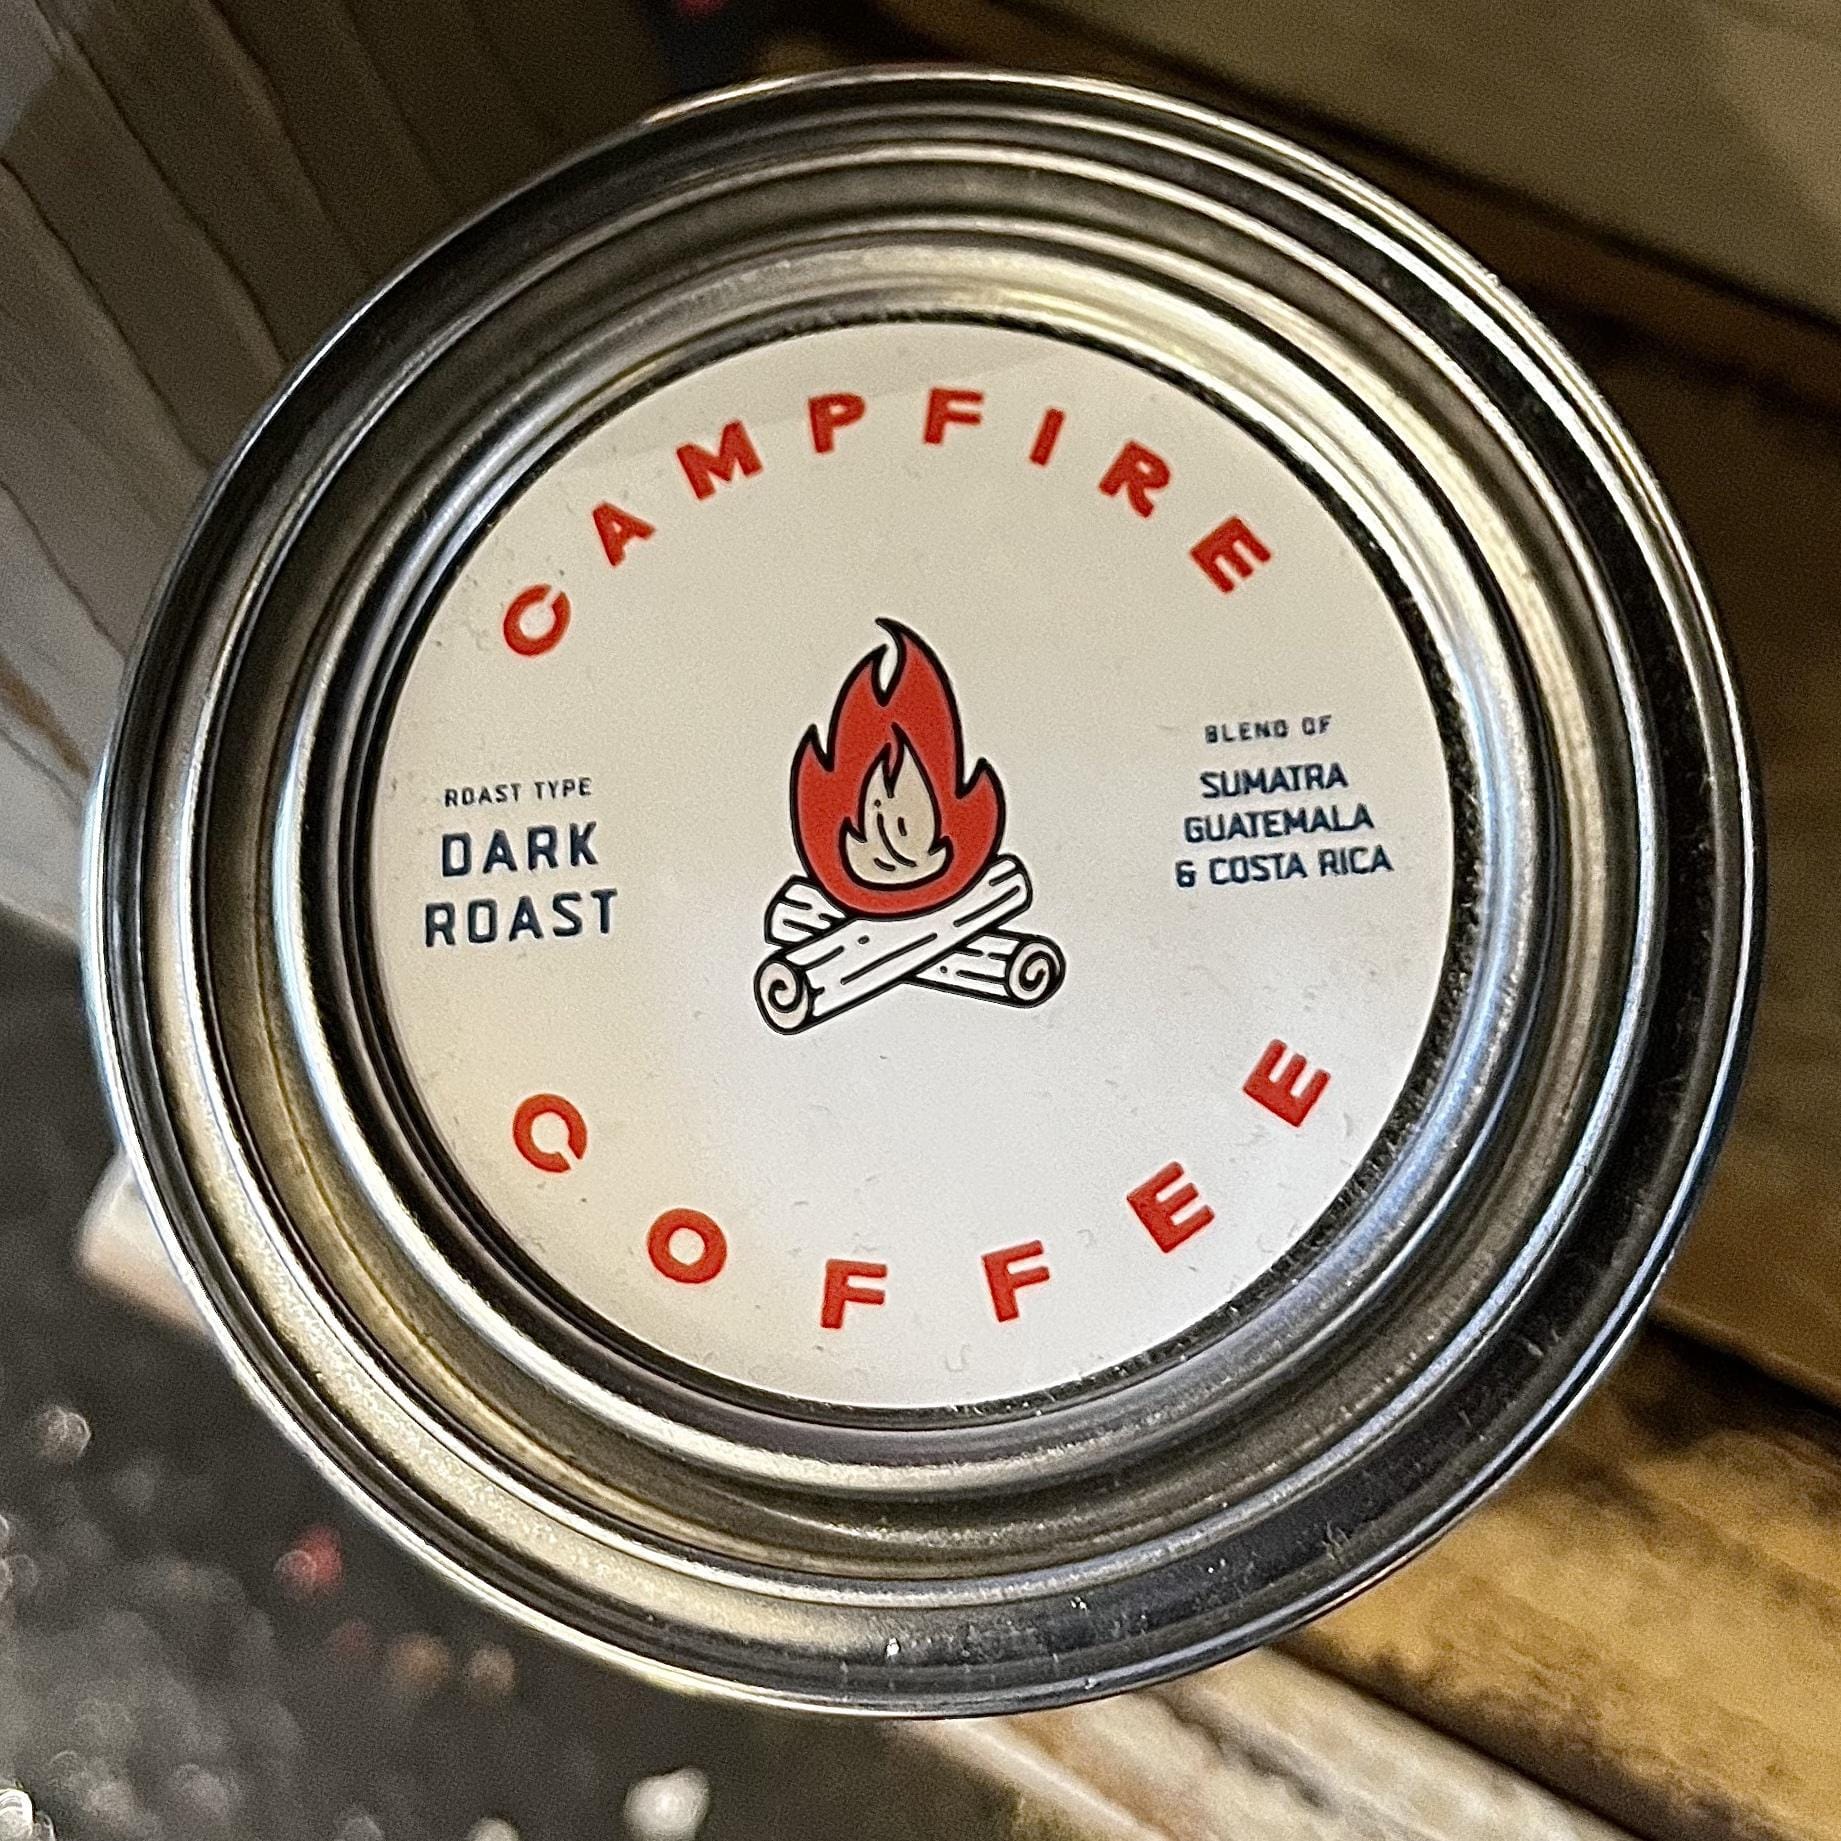 CAMPFIRE
ROAST TYPE
DARK
ROAST
BLEND OF
SUMATRA
GUATEMALA
& COSTA RICA
COFFEE